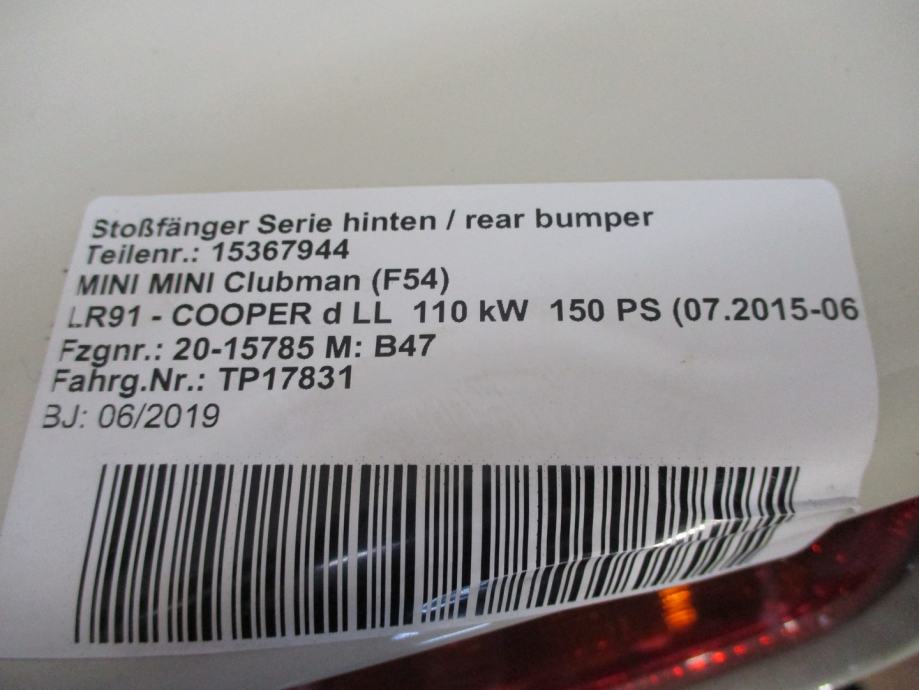 Stoßfänger Serie hinten / rear bumper
Teilenr.: 15367944
MINI MINI Clubman (F54)
LR91 - COOPER d LL 110 kW 150 PS (07.2015-06
Fzgnr.: 20-15785 M: B47
Fahrg.Nr.: TP17831
BJ: 06/2019